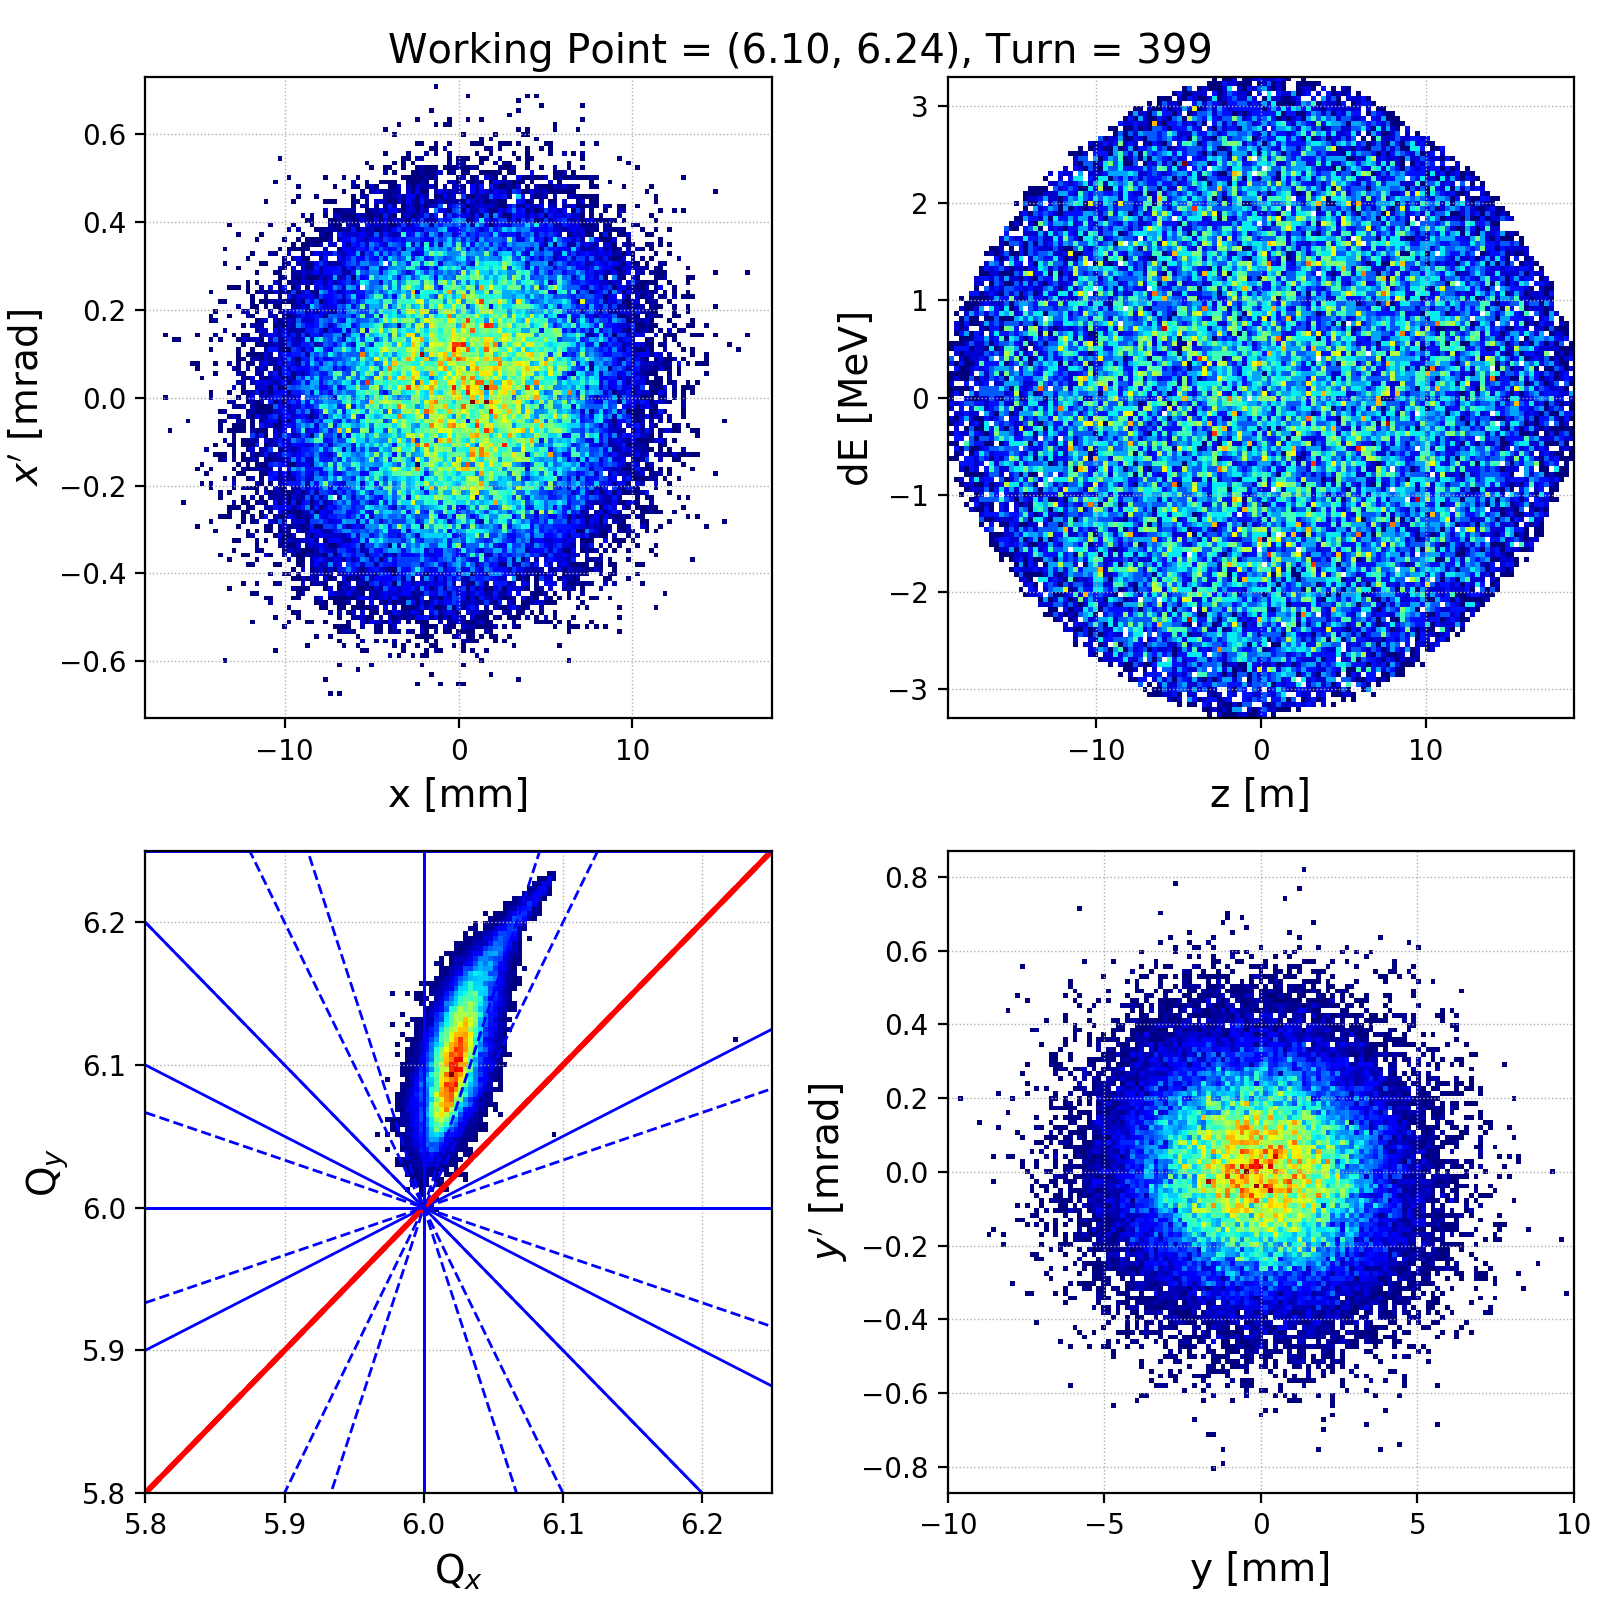 Working Point = (6.10, 6.24), Turn = 399
0.6
0.4
0.2
0.0
−0.2
−0.4
−0.6
x′ [mrad]
−10 0 10
x [mm]
3
2
1
0
−1
−2
−3
dE [MeV]
−10 0 10
z [m]
6.2
6.1
6.0
5.9
5.8
Qy
5.8 5.9 6.0 6.1 6.2
Qx
0.8
0.6
0.4
0.2
0.0
−0.2
−0.4
−0.6
−0.8
y′ [mrad]
−10 −5 0 5 10
y [mm]